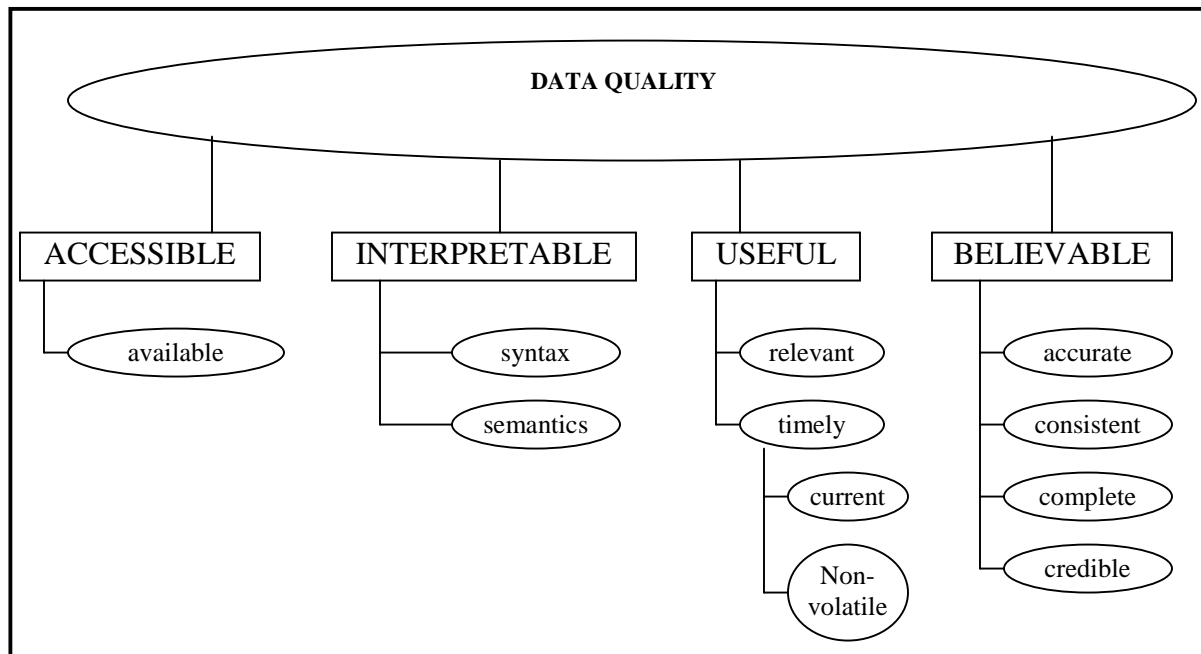 DATA QUALITY
ACCESSIBLE
INTERPRETABLE
USEFUL
BELIEVABLE
available
syntax
relevant
accurate
semantics
timely
consistent
current
complete
Non-
volatile
credible